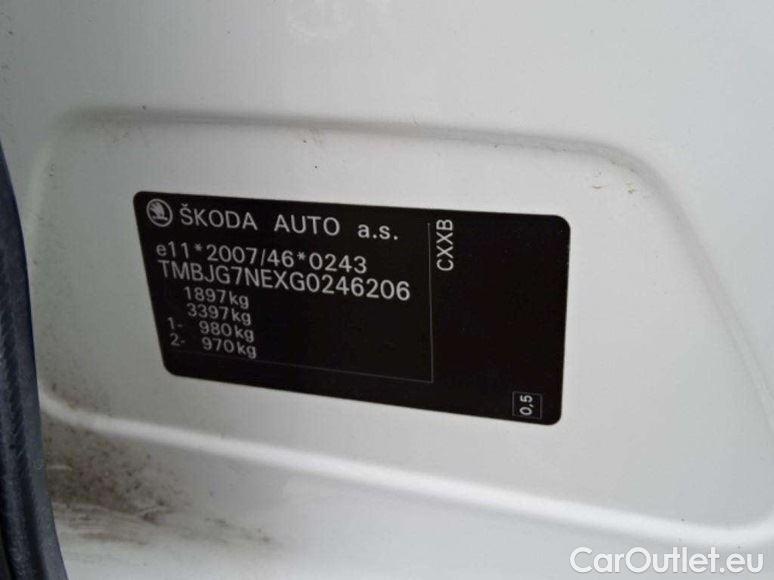 ŠKODA AUTO a.s.
e11*2007/46*0243
TMBJG7NEXG0246206
1897kg
3397kg
1- 980kg
2- 970kg
CXXB
0,5
CarOutlet.eu